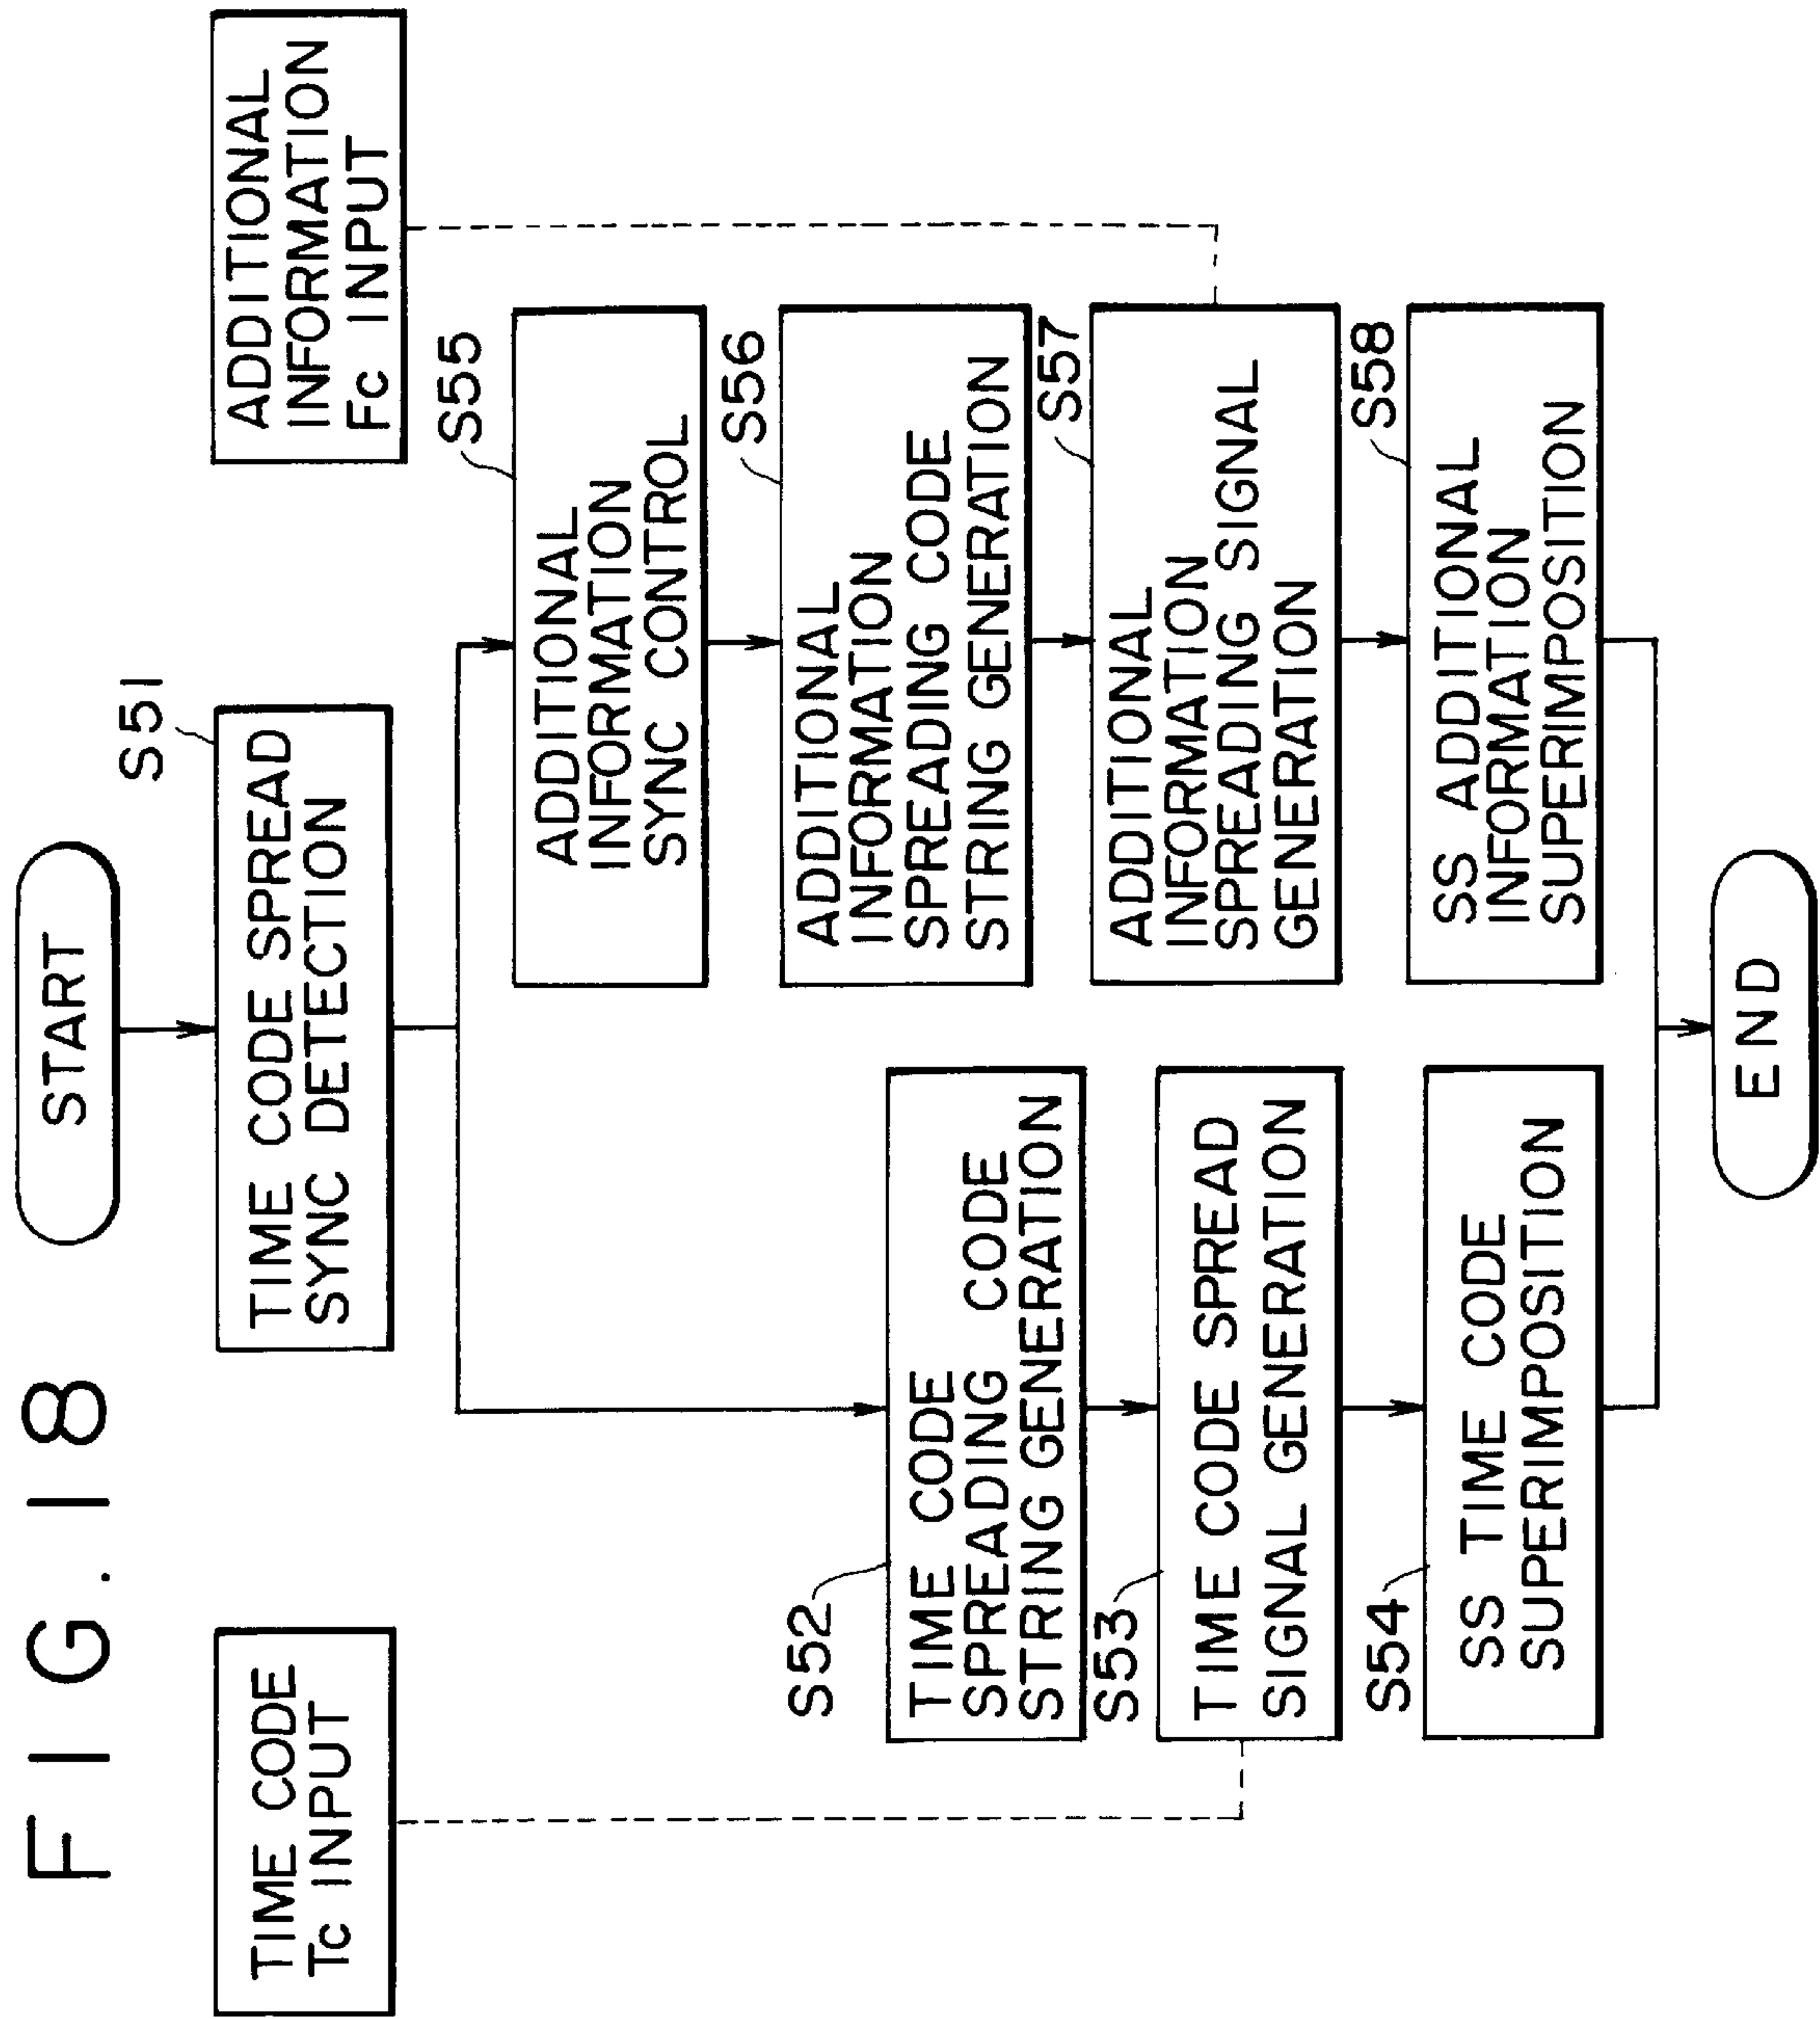 FIG. 18
START
TIME CODE
Tc INPUT
S51
TIME CODE SPREAD
SYNC DETECTION
ADDITIONAL
INFORMATION
Fc INPUT
S52
TIME CODE
SPREADING CODE
STRING GENERATION
S53
TIME CODE SPREAD
SIGNAL GENERATION
S54
SS TIME CODE
SUPERIMPOSITION
S55
ADDITIONAL
INFORMATION
SYNC CONTROL
S56
ADDITIONAL
INFORMATION
SPREADING CODE
STRING GENERATION
S57
ADDITIONAL
INFORMATION
SPREADING SIGNAL
GENERATION
S58
SS ADDITIONAL
INFORMATION
SUPERIMPOSITION
END